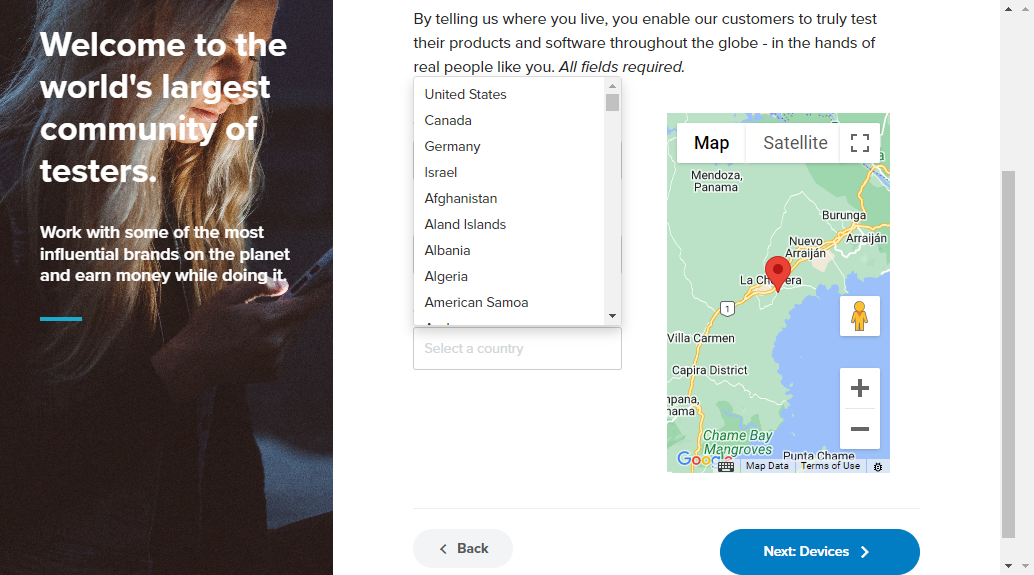 Welcome to the
world's largest
community of
testers.
Work with some of the most
influential brands on the planet
and earn money while doing it.
By telling us where you live, you enable our customers to truly test
their products and software throughout the globe - in the hands of
real people like you. All fields required.
United States
Canada
Germany
Israel
Afghanistan
Aland Islands
Albania
Algeria
American Samoa
Select a country
Map
Satellite
Mendoza,
Panama
Burunga
Nuevo
Arraiján
Arraiján
La Cho
era
1
Villa Carmen
Capira District
npana,
nama
Chame Bay
Mangroves
Punta Chame
Google
Map Data
Terms of Use
Back
Next: Devices